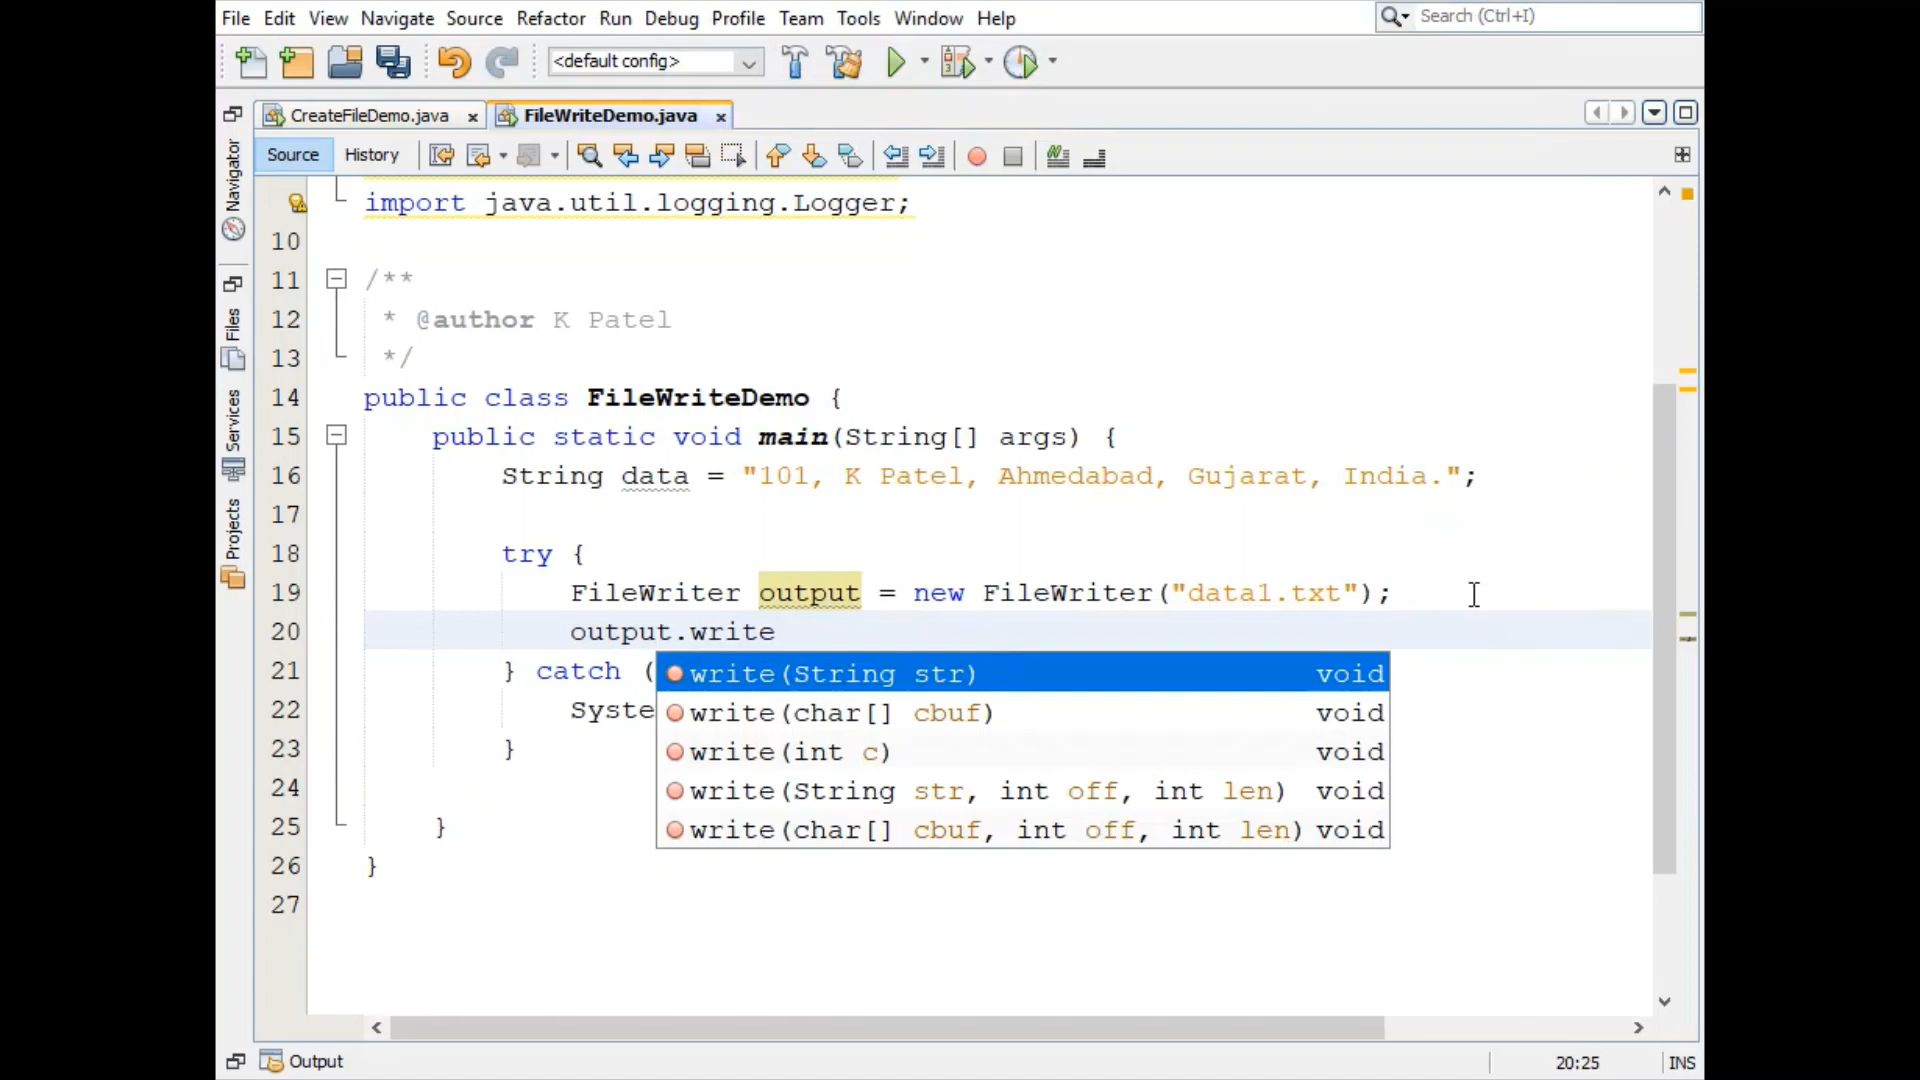 File Edit View Navigate Source Refactor Run Debug Profile Team Tools Window Help
Search (Ctrl+I)
<default config>
CreateFileDemo.java
FileWriteDemo.java
Source History
Navigator
Files
Services
Projects
import java.util.logging.Logger;
10
11 /**
12 * @author K Patel
13 */
14 public class FileWriteDemo {
15 public static void main(String[] args) {
16 String data = "101, K Patel, Ahmedabad, Gujarat, India.";
17
18 try {
19 FileWriter output = new FileWriter("data1.txt");
20 output.write
21 } catch (
write(String str) void
22 Syste
write(char[] cbuf) void
23 }
write(int c) void
24
write(String str, int off, int len) void
25 }
write(char[] cbuf, int off, int len) void
26 }
27
Output
20:25 INS